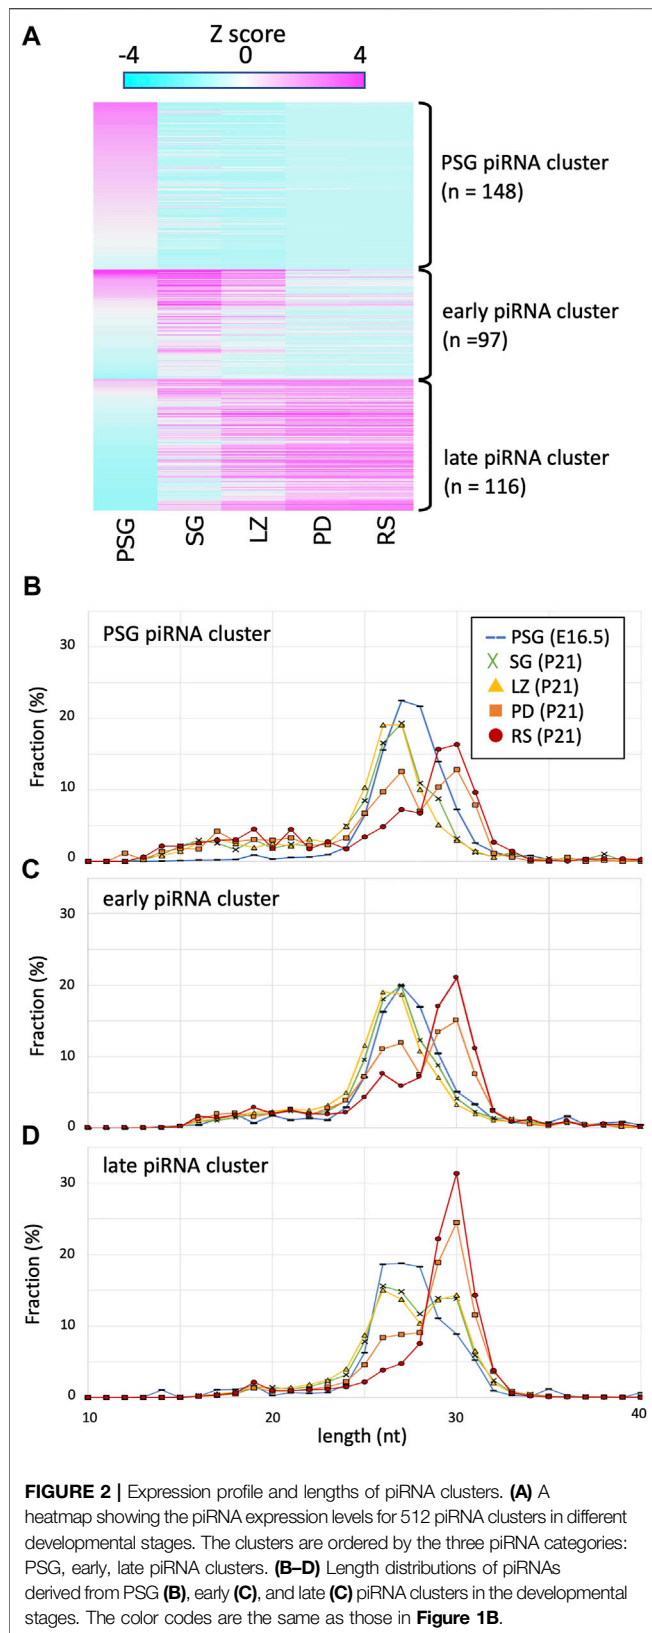 A
Z score
-4 0 4
PSG piRNA cluster
(n = 148)
early piRNA cluster
(n =97)
late piRNA cluster
(n = 116)
PSG SG LZ PD RS
B
PSG piRNA cluster
PSG (E16.5)
SG (P21)
LZ (P21)
PD (P21)
RS (P21)
Fraction (%)
30
20
10
0
C
early piRNA cluster
Fraction (%)
30
20
10
0
D
late piRNA cluster
Fraction (%)
30
20
10
0
10 20 30 40
length (nt)
FIGURE 2 | Expression profile and lengths of piRNA clusters. (A) A
heatmap showing the piRNA expression levels for 512 piRNA clusters in different
developmental stages. The clusters are ordered by the three piRNA categories:
PSG, early, late piRNA clusters. (B–D) Length distributions of piRNAs
derived from PSG (B), early (C), and late (C) piRNA clusters in the developmental
stages. The color codes are the same as those in Figure 1B.